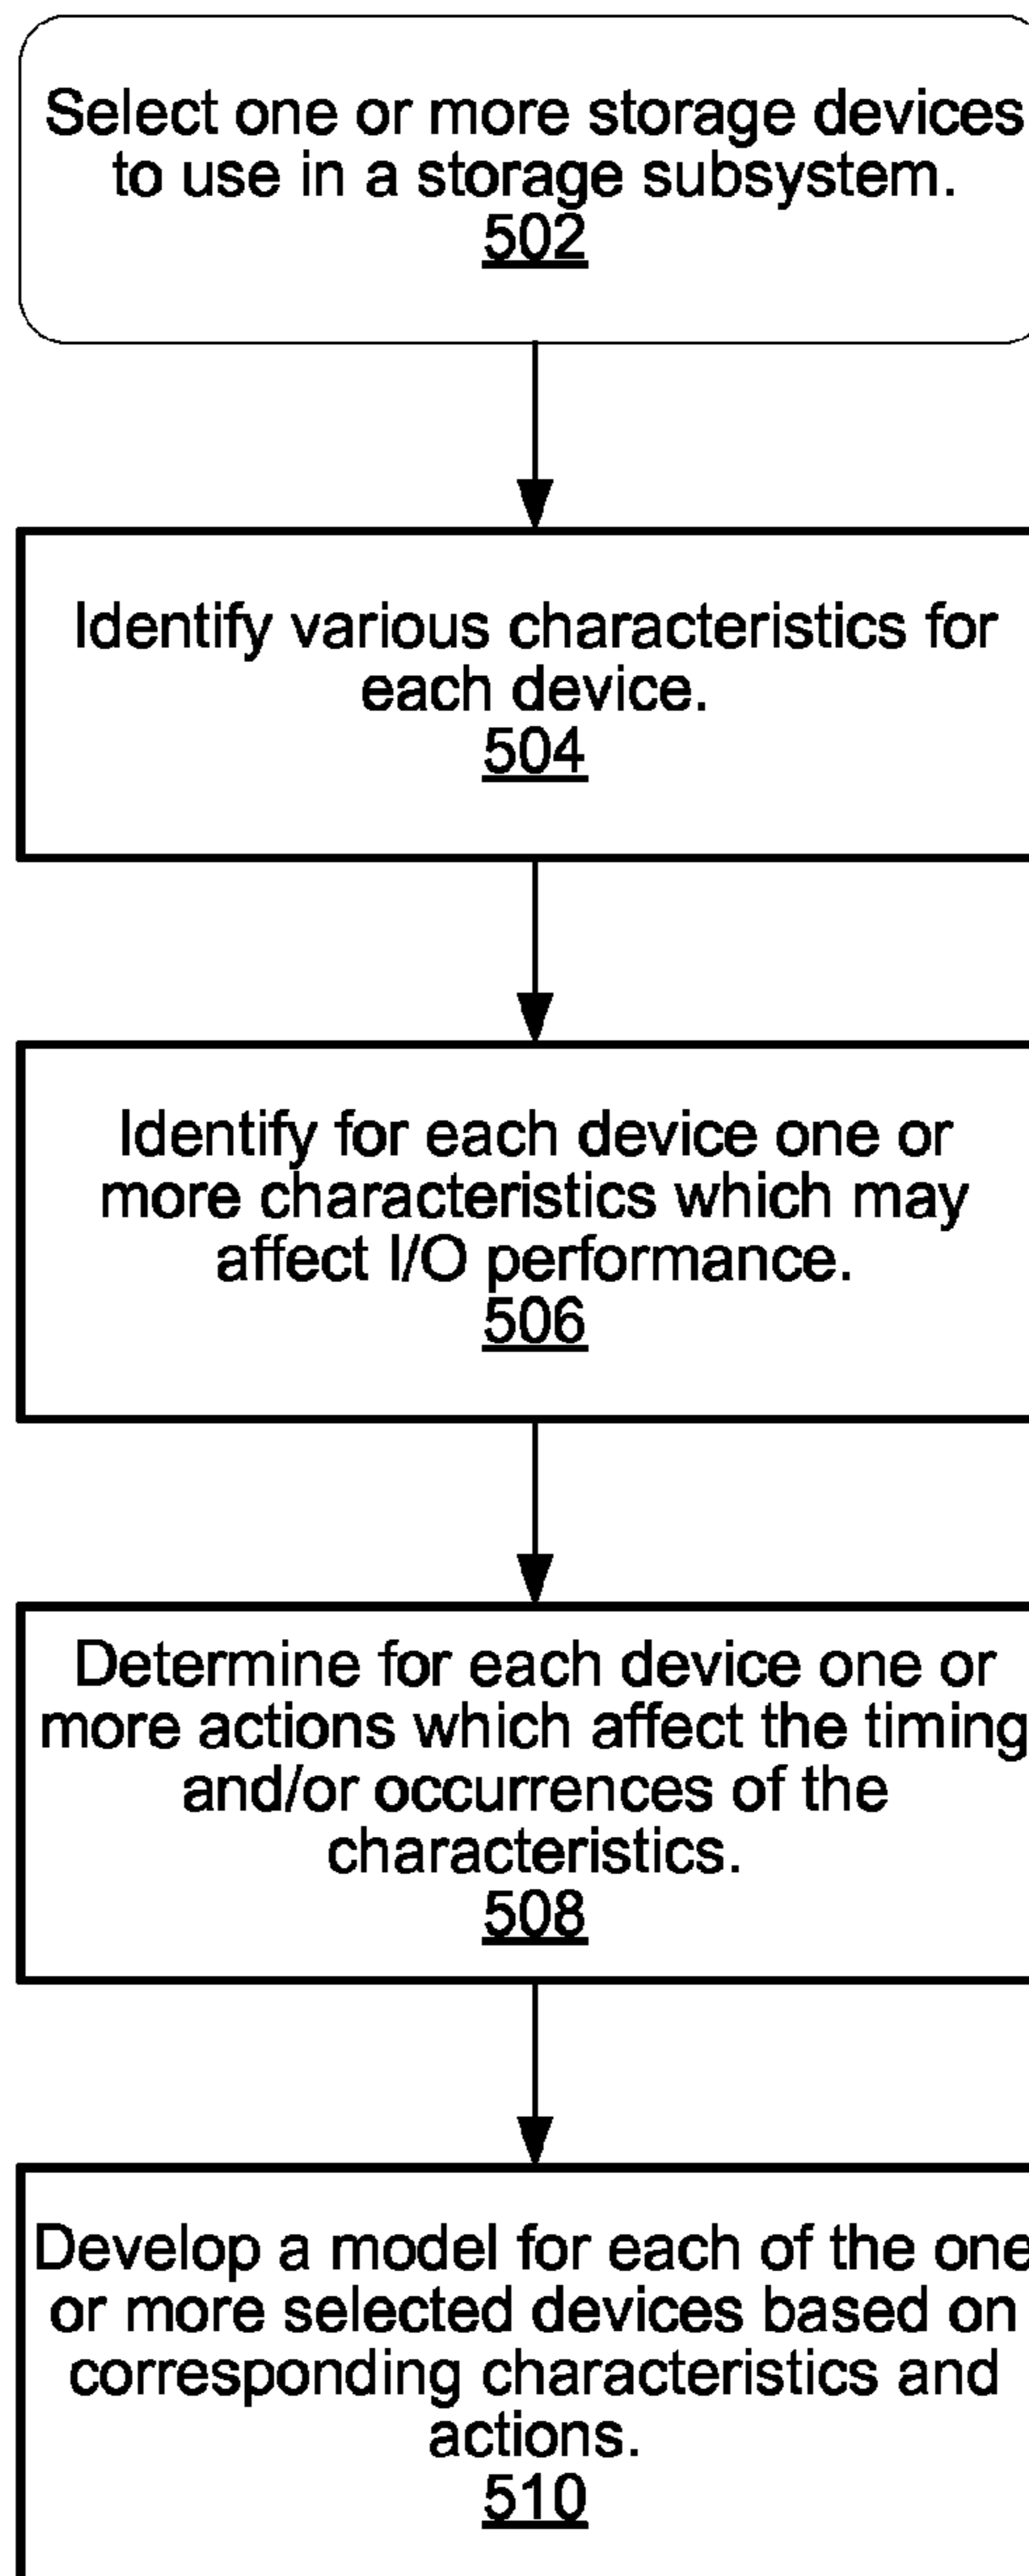 Select one or more storage devices
to use in a storage subsystem.
502
Identify various characteristics for
each device.
504
Identify for each device one or
more characteristics which may
affect I/O performance.
506
Determine for each device one or
more actions which affect the timing
and/or occurrences of the
characteristics.
508
Develop a model for each of the one
or more selected devices based on
corresponding characteristics and
actions.
510